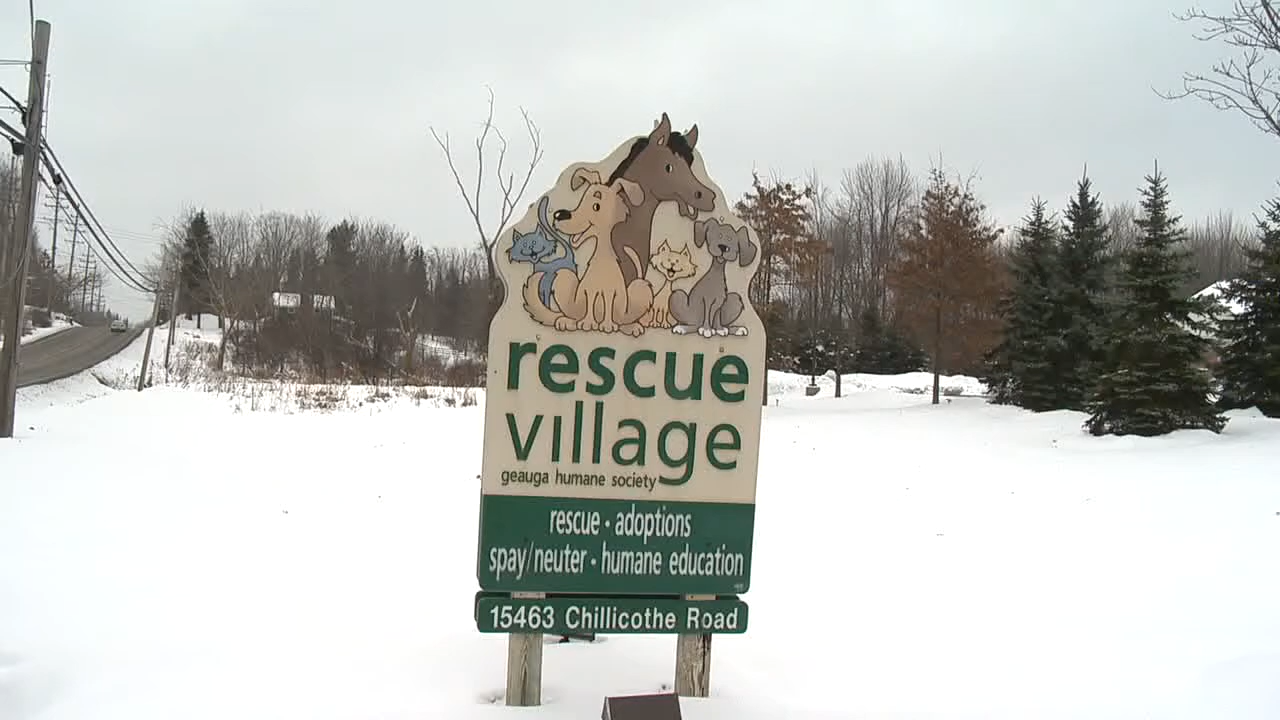 rescue
village
geauga humane society
rescue • adoptions
spay/neuter • humane education
15463 Chillicothe Road